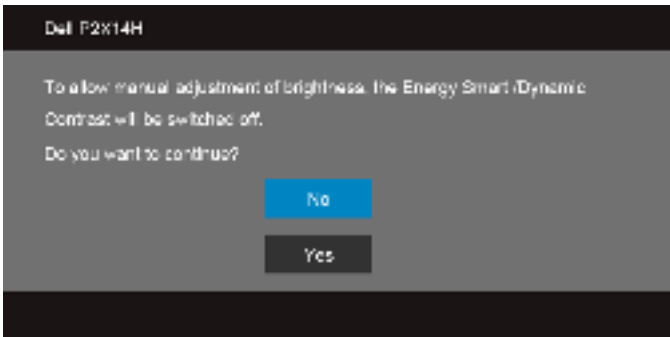 Dell P2X14H
To allow manual adjustment of brightness, the Energy Smart /Dynamic
Contrast will be switched off.
Do you want to continue?
No
Yes